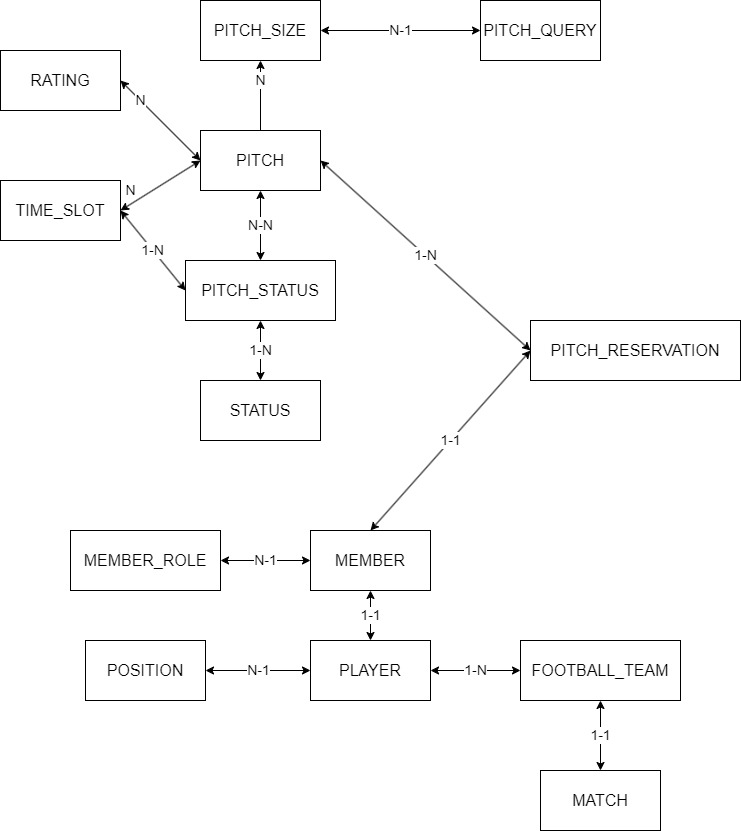 PITCH_SIZE
N-1
PITCH_QUERY
RATING
N
N
PITCH
N
TIME_SLOT
N-N
1-N
1-N
PITCH_STATUS
1-N
PITCH_RESERVATION
STATUS
1-1
MEMBER_ROLE
N-1
MEMBER
1-1
POSITION
N-1
PLAYER
1-N
FOOTBALL_TEAM
1-1
MATCH